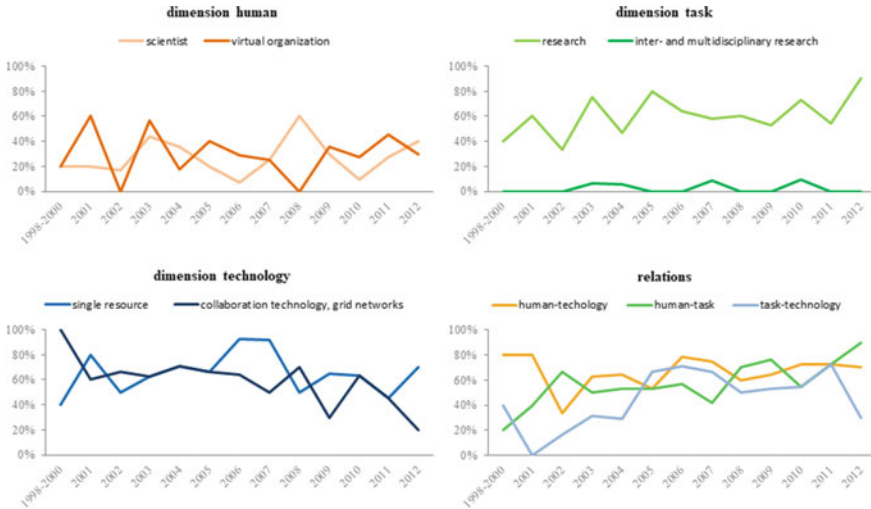 dimension human
scientist virtual organization
100%
80%
60%
40%
20%
0%
1998-2000 2001 2002 2003 2004 2005 2006 2007 2008 2009 2010 2011 2012
dimension task
research inter- and multidisciplinary research
100%
80%
60%
40%
20%
0%
1998-2000 2001 2002 2003 2004 2005 2006 2007 2008 2009 2010 2011 2012
dimension technology
single resource collaboration technology, grid networks
100%
80%
60%
40%
20%
0%
1998-2000 2001 2002 2003 2004 2005 2006 2007 2008 2009 2010 2011 2012
relations
human-techology human-task task-technology
100%
80%
60%
40%
20%
0%
1998-2000 2001 2002 2003 2004 2005 2006 2007 2008 2009 2010 2011 2012